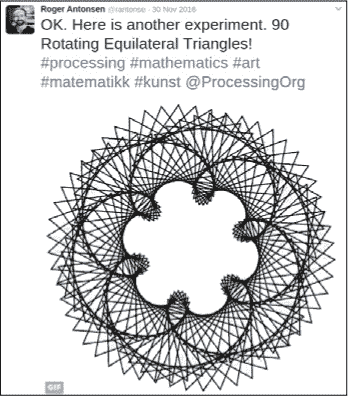 Roger Antonsen @rantonse · 30 Nov 2016
OK. Here is another experiment. 90
Rotating Equilateral Triangles!
#processing #mathematics #art
#matematikk #kunst @ProcessingOrg
GIF